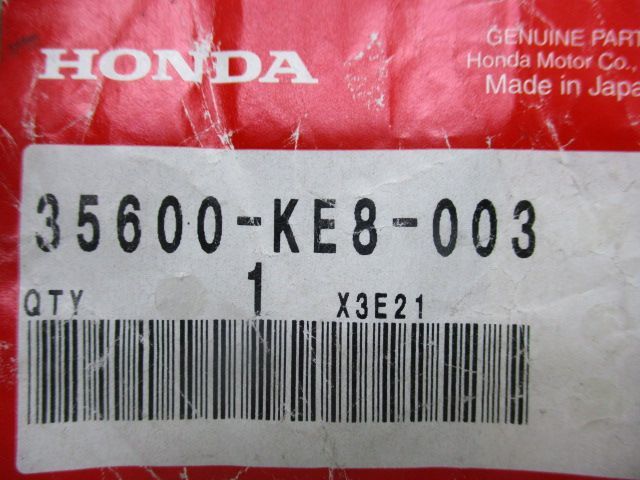 HONDA
GENUINE PART
Honda Motor Co.,
Made in Japa
35600-KE8-003
QTY 1 X3E21